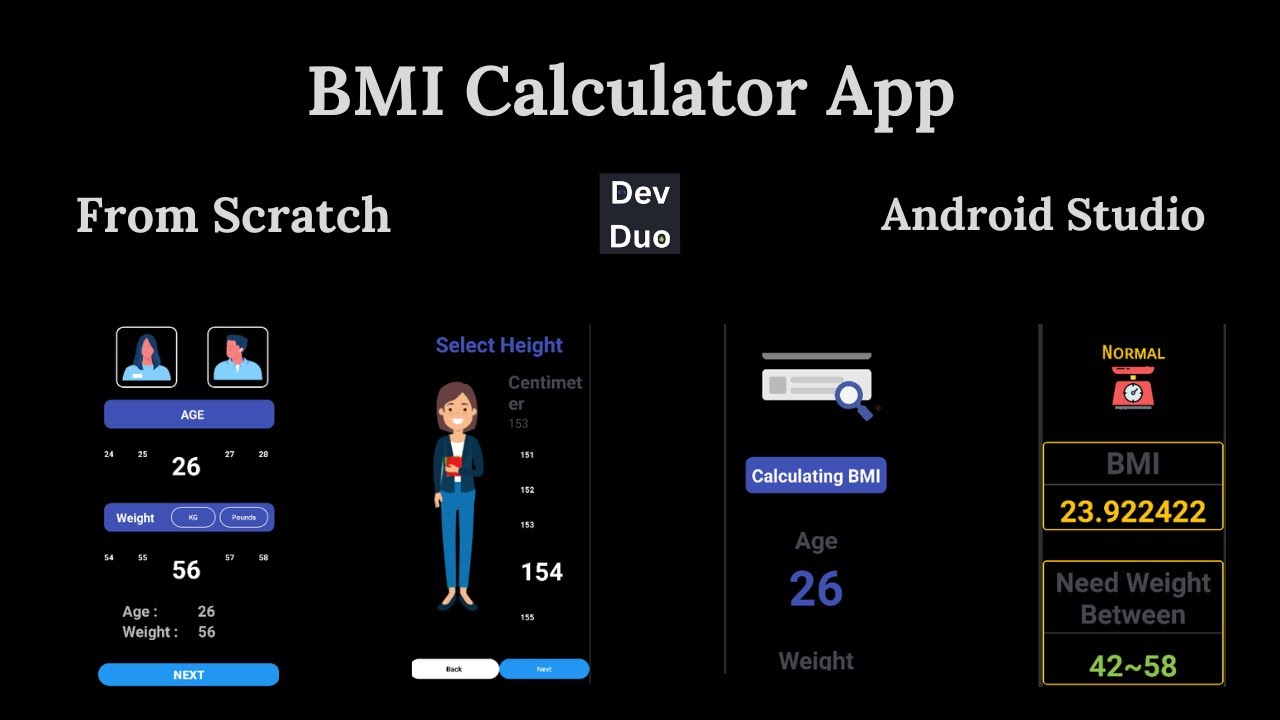 BMI Calculator App
From Scratch
Dev
Duo
Android Studio
AGE
24 25 26 27 28
Weight KG Pounds
54 55 56 57 58
Age : 26
Weight : 56
NEXT
Select Height
Centimet
er
153
151
152
153
154
155
Back Next
Calculating BMI
Age
26
Weight
NORMAL
BMI
23.922422
Need Weight
Between
42~58